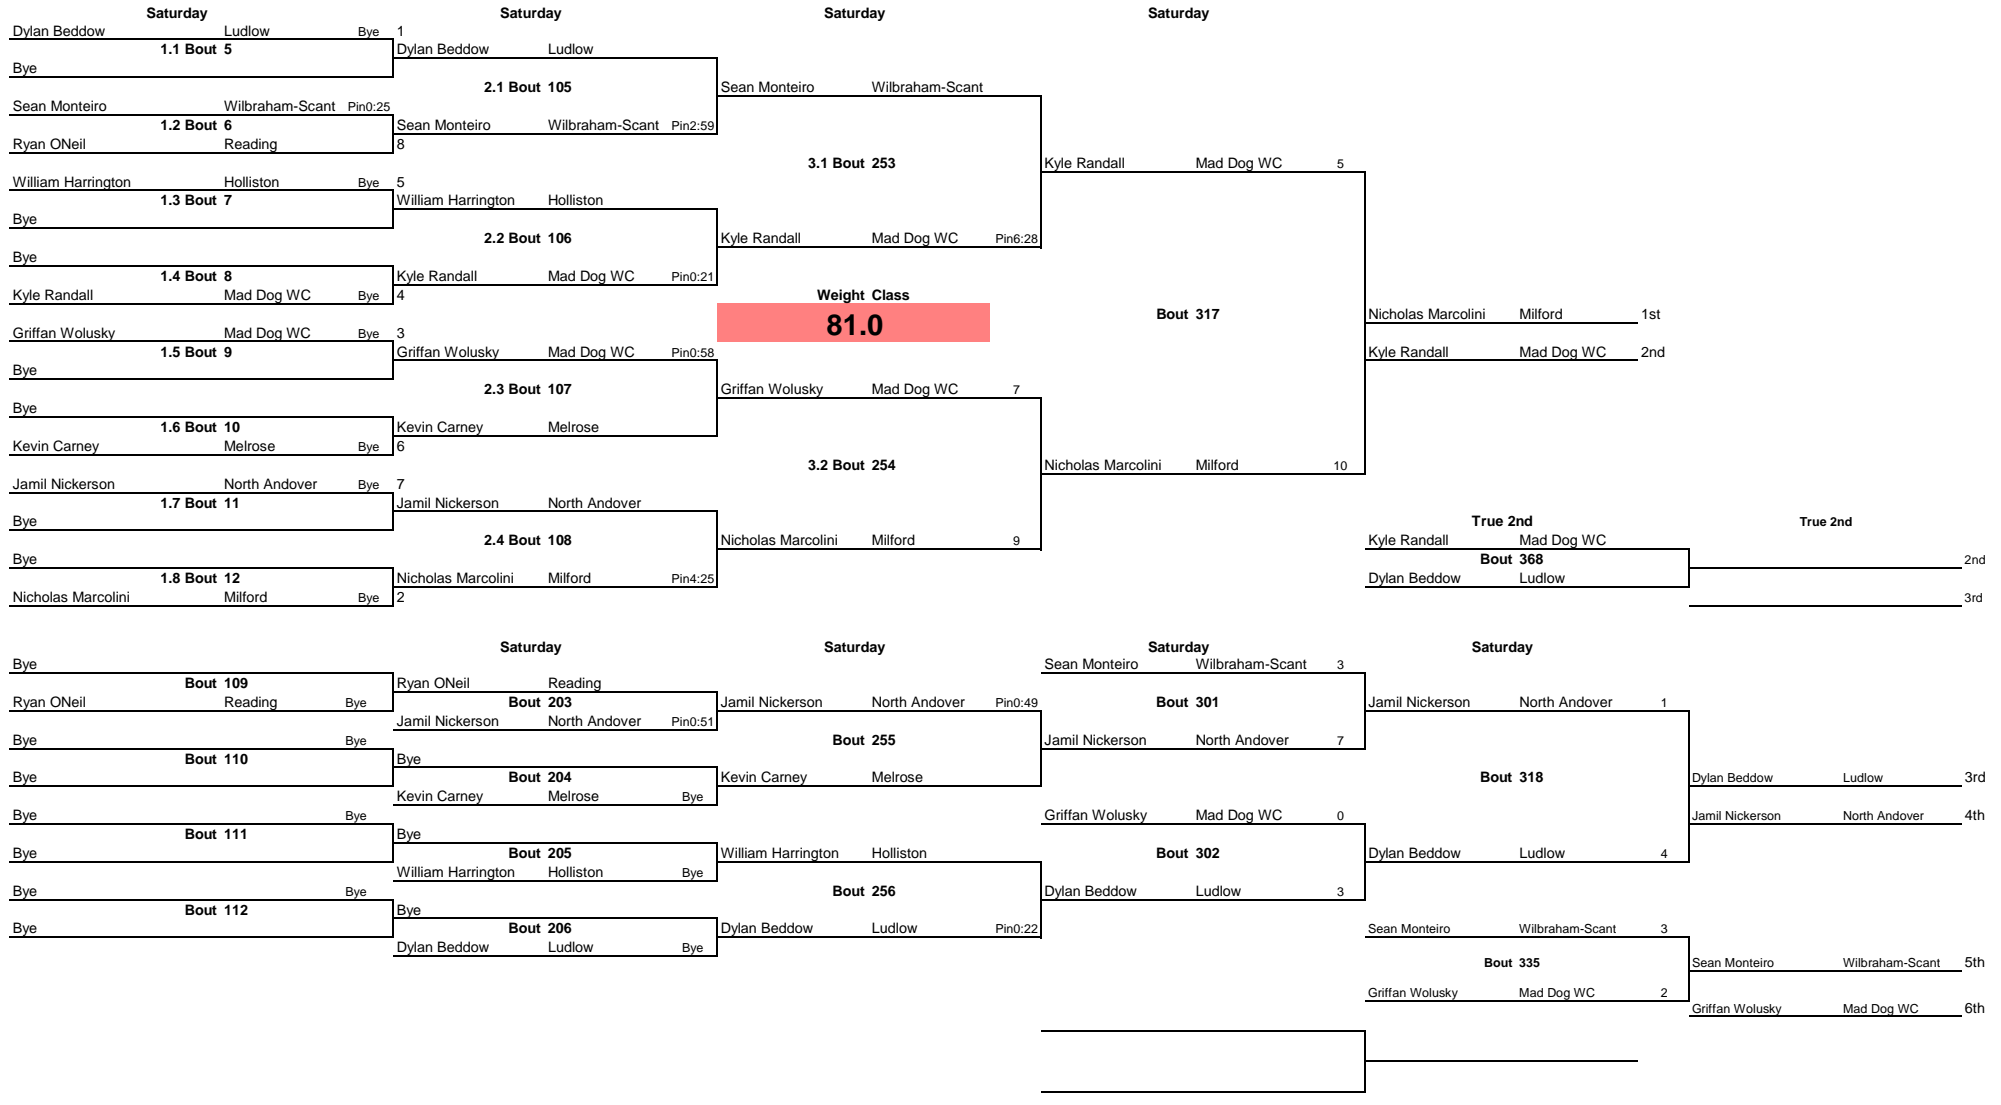 Saturday Saturday Saturday Saturday
Dylan Beddow Ludlow Bye 1
1.1 Bout 5 Dylan Beddow Ludlow
Bye
2.1 Bout 105 Sean Monteiro Wilbraham-Scant
Sean Monteiro Wilbraham-Scant Pin0:25
1.2 Bout 6 Sean Monteiro Wilbraham-Scant Pin2:59
Ryan ONeil Reading 8
3.1 Bout 253 Kyle Randall Mad Dog WC 5
William Harrington Holliston Bye 5
1.3 Bout 7 William Harrington Holliston
Bye
2.2 Bout 106 Kyle Randall Mad Dog WC Pin6:28
Bye
1.4 Bout 8 Kyle Randall Mad Dog WC Pin0:21
Kyle Randall Mad Dog WC Bye 4 Weight Class
81.0 Bout 317 Nicholas Marcolini Milford 1st
Griffan Wolusky Mad Dog WC Bye 3
1.5 Bout 9 Griffan Wolusky Mad Dog WC Pin0:58 Kyle Randall Mad Dog WC 2nd
Bye
2.3 Bout 107 Griffan Wolusky Mad Dog WC 7
Bye
1.6 Bout 10 Kevin Carney Melrose
Kevin Carney Melrose Bye 6
3.2 Bout 254 Nicholas Marcolini Milford 10
Jamil Nickerson North Andover Bye 7
1.7 Bout 11 Jamil Nickerson North Andover
Bye True 2nd True 2nd
2.4 Bout 108 Nicholas Marcolini Milford 9 Kyle Randall Mad Dog WC
Bye Bout 368 2nd
1.8 Bout 12 Nicholas Marcolini Milford Pin4:25 Dylan Beddow Ludlow
Nicholas Marcolini Milford Bye 2 3rd
Saturday Saturday Saturday Saturday
Bye Sean Monteiro Wilbraham-Scant 3
Bout 109 Ryan ONeil Reading
Ryan ONeil Reading Bye Bout 203 Jamil Nickerson North Andover Pin0:49 Bout 301 Jamil Nickerson North Andover 1
Jamil Nickerson North Andover Pin0:51
Bye Bye Bout 255 Jamil Nickerson North Andover 7
Bout 110 Bye
Bye Bout 204 Kevin Carney Melrose Bout 318 Dylan Beddow Ludlow 3rd
Kevin Carney Melrose Bye
Bye Bye Griffan Wolusky Mad Dog WC 0 Jamil Nickerson North Andover 4th
Bout 111 Bye
Bye Bout 205 William Harrington Holliston Bout 302 Dylan Beddow Ludlow 4
William Harrington Holliston Bye
Bye Bye Bout 256 Dylan Beddow Ludlow 3
Bout 112 Bye
Bye Bout 206 Dylan Beddow Ludlow Pin0:22 Sean Monteiro Wilbraham-Scant 3
Dylan Beddow Ludlow Bye
Bout 335 Sean Monteiro Wilbraham-Scant 5th
Griffan Wolusky Mad Dog WC 2
Griffan Wolusky Mad Dog WC 6th